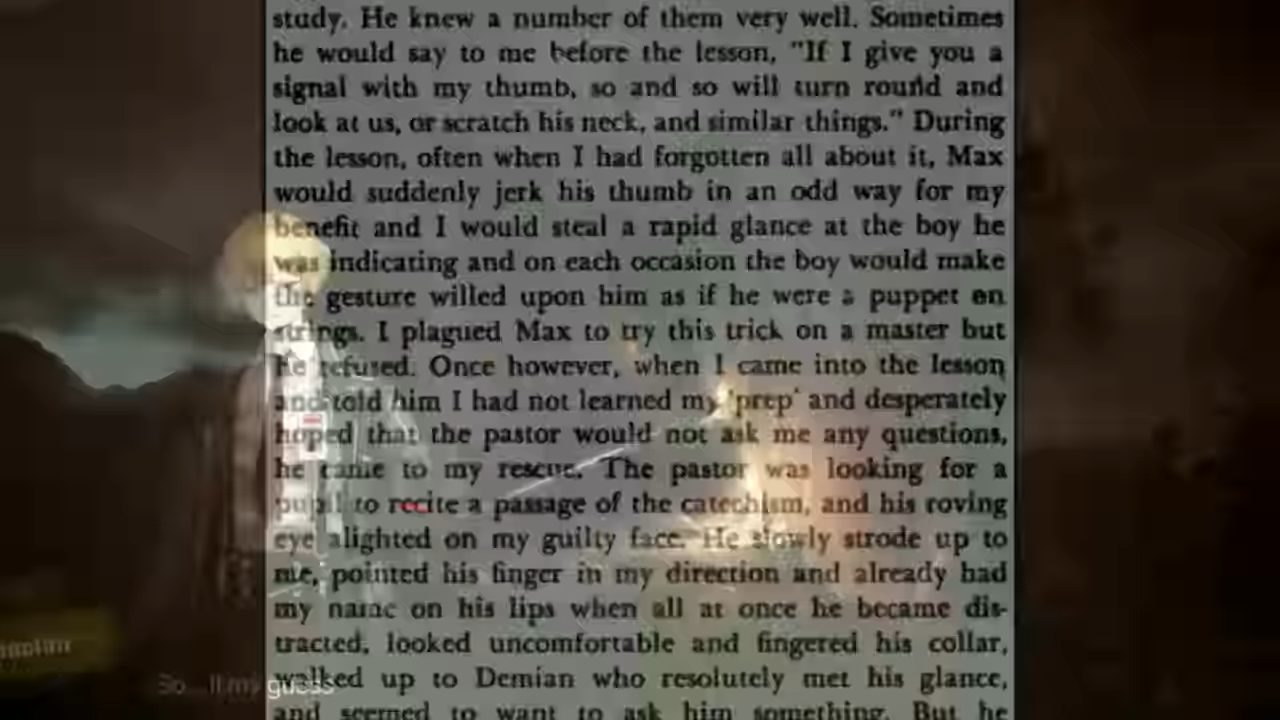 study. He knew a number of them very well. Sometimes
he would say to me before the lesson, "If I give you a
signal with my thumb, so and so will turn round and
look at us, or scratch his neck, and similar things." During
the lesson, often when I had forgotten all about it, Max
would suddenly jerk his thumb in an odd way for my
benefit and I would steal a rapid glance at the boy he
was indicating and on each occasion the boy would make
the gesture willed upon him as if he were a puppet on
strings. I plagued Max to try this trick on a master but
he refused. Once however, when I came into the lesson
and told him I had not learned my 'prep' and desperately
hoped that the pastor would not ask me any questions,
he came to my rescue. The pastor was looking for a
pupil to recite a passage of the catechism, and his roving
eye alighted on my guilty face. He slowly strode up to
me, pointed his finger in my direction and already had
my name on his lips when all at once he became dis-
tracted, looked uncomfortable and fingered his collar,
walked up to Demian who resolutely met his glance,
and seemed to want to ask him something. But he
So... guess